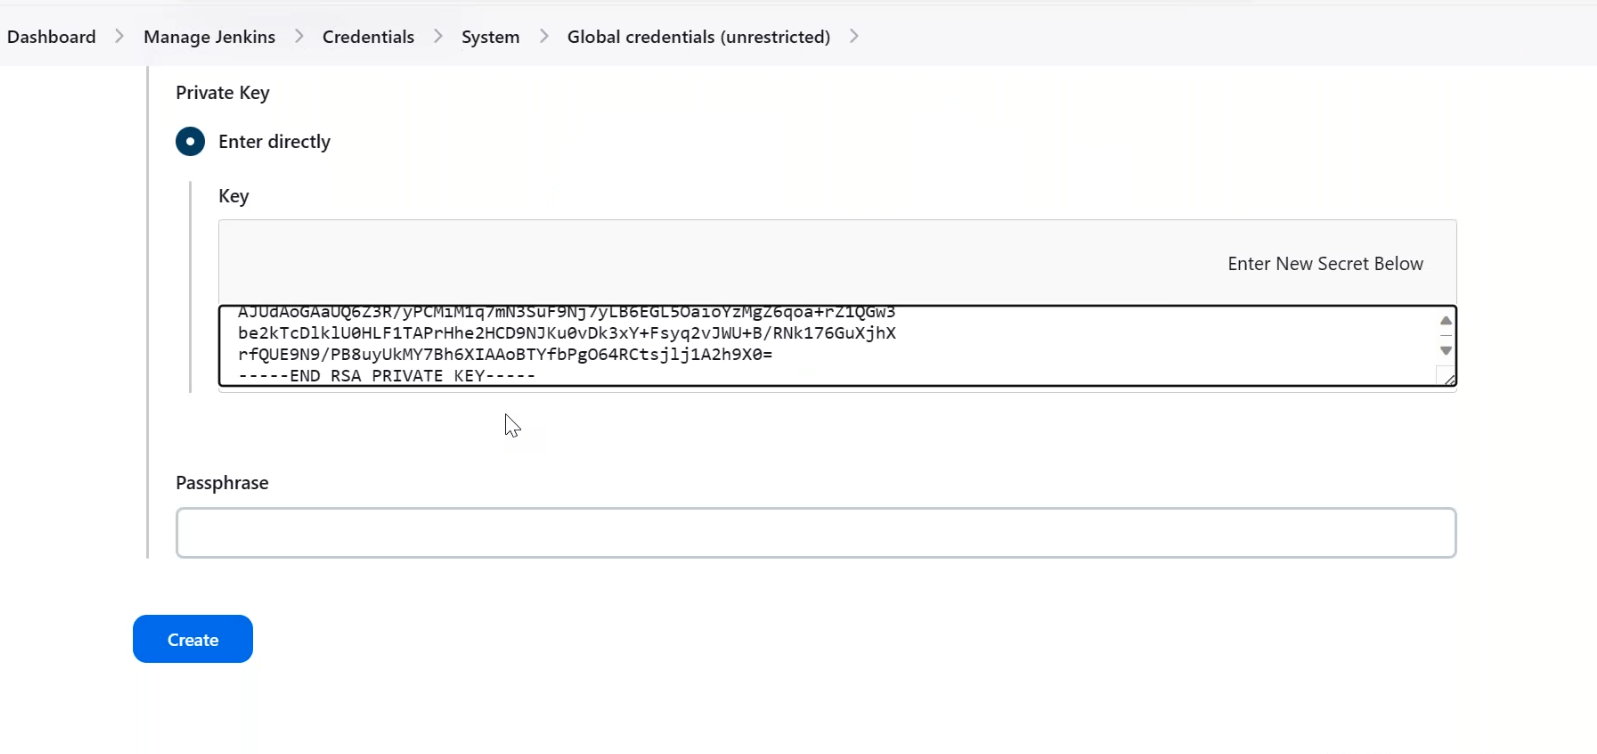 Dashboard > Manage Jenkins > Credentials > System > Global credentials (unrestricted) >
Private Key
Enter directly
Key
Enter New Secret Below
AJUdAoGAaUQ6Z3R/yPCMiM1q7mN3SuF9Nj7yLB6EGL5OaioYzMgZ6qoa+rZ1QGw3
be2kTcDlklU0HLF1TAPrHhe2HCD9NJKu0vDk3xY+Fsyq2vJWU+B/RNk176GuXjhX
rfQUE9N9/PB8uyUkMY7Bh6XIAAoBTYfbPgO64RCtsjlj1A2h9X0=
-----END RSA PRIVATE KEY-----
Passphrase
Create